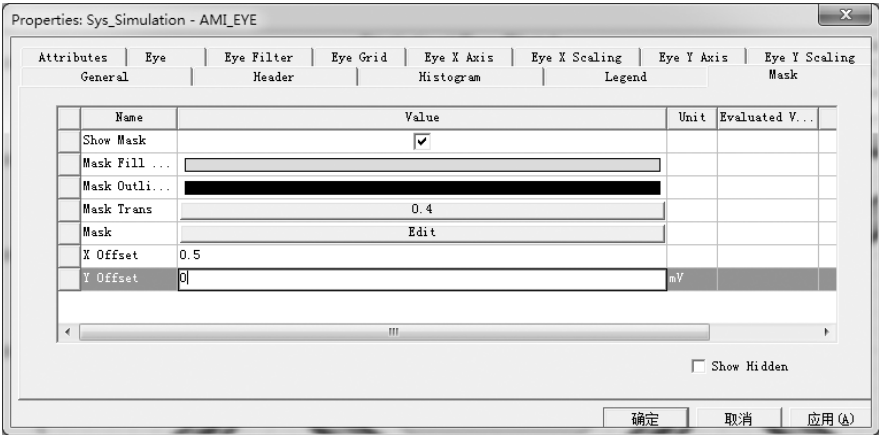 Properties: Sys_Simulation - AMI_EYE
x
Attributes Eye Eye Filter Eye Grid Eye X Axis Eye X Scaling Eye Y Axis Eye Y Scaling
General Header Histogram Legend Mask
Name Value Unit Evaluated V...
Show Mask
Mask Fill ...
Mask Outli...
Mask Trans 0.4
Mask Edit
X Offset 0.5
Y Offset 0 mV
Show Hidden
确定 取消 应用(A)